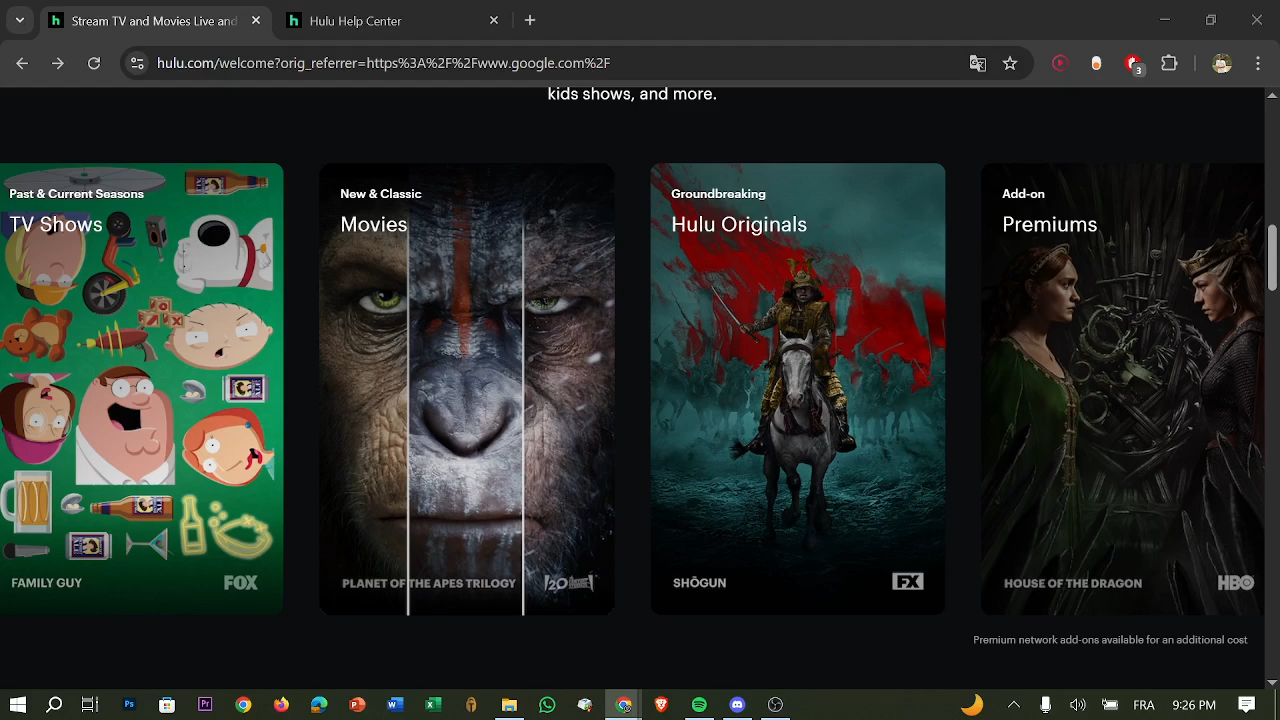 Stream TV and Movies Live and
Hulu Help Center
hulu.com/welcome?orig_referrer=https%3A%2F%2Fwww.google.com%2F
3
kids shows, and more.
Past & Current Seasons
TV Shows
FAMILY GUY
FOX
New & Classic
Movies
PLANET OF THE APES TRILOGY
Groundbreaking
Hulu Originals
SHŌGUN
FX
Add-on
Premiums
HOUSE OF THE DRAGON
HBO
Premium network add-ons available for an additional cost
FRA
9:26 PM